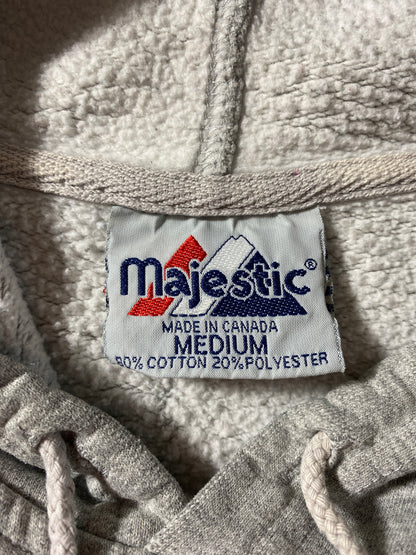 Majestic®
MADE IN CANADA
MEDIUM
80% COTTON 20% POLYESTER